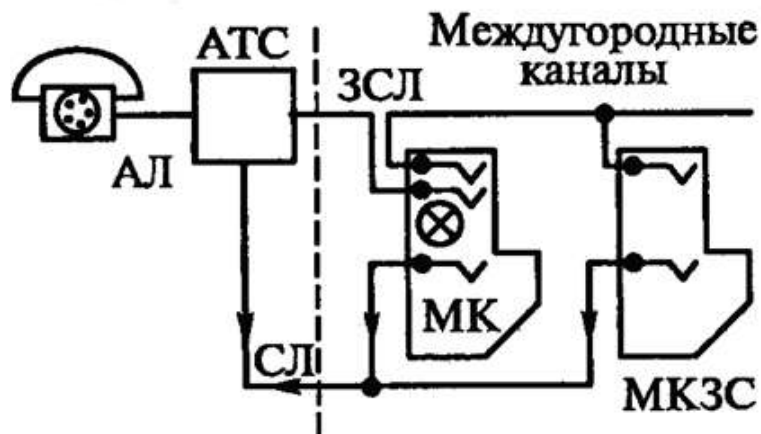 АТС
Междугородные
каналы
ЗСЛ
АЛ
МК
СЛ
МКЗС